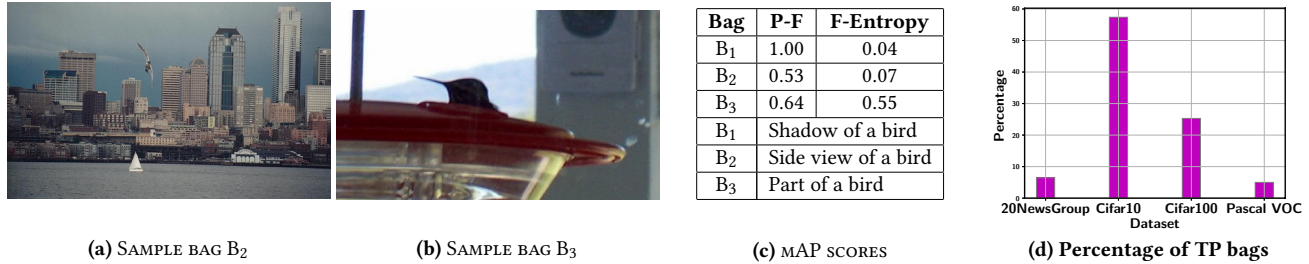 Bag P-F F-Entropy
B1 1.00 0.04
B2 0.53 0.07
B3 0.64 0.55
B1 Shadow of a bird
B2 Side view of a bird
B3 Part of a bird
Percentage
60
50
40
30
20
10
0
20NewsGroup Cifar10 Cifar100 Pascal VOC
Dataset
(a) SAMPLE BAG B2
(b) SAMPLE BAG B3
(c) MAP SCORES
(d) Percentage of TP bags